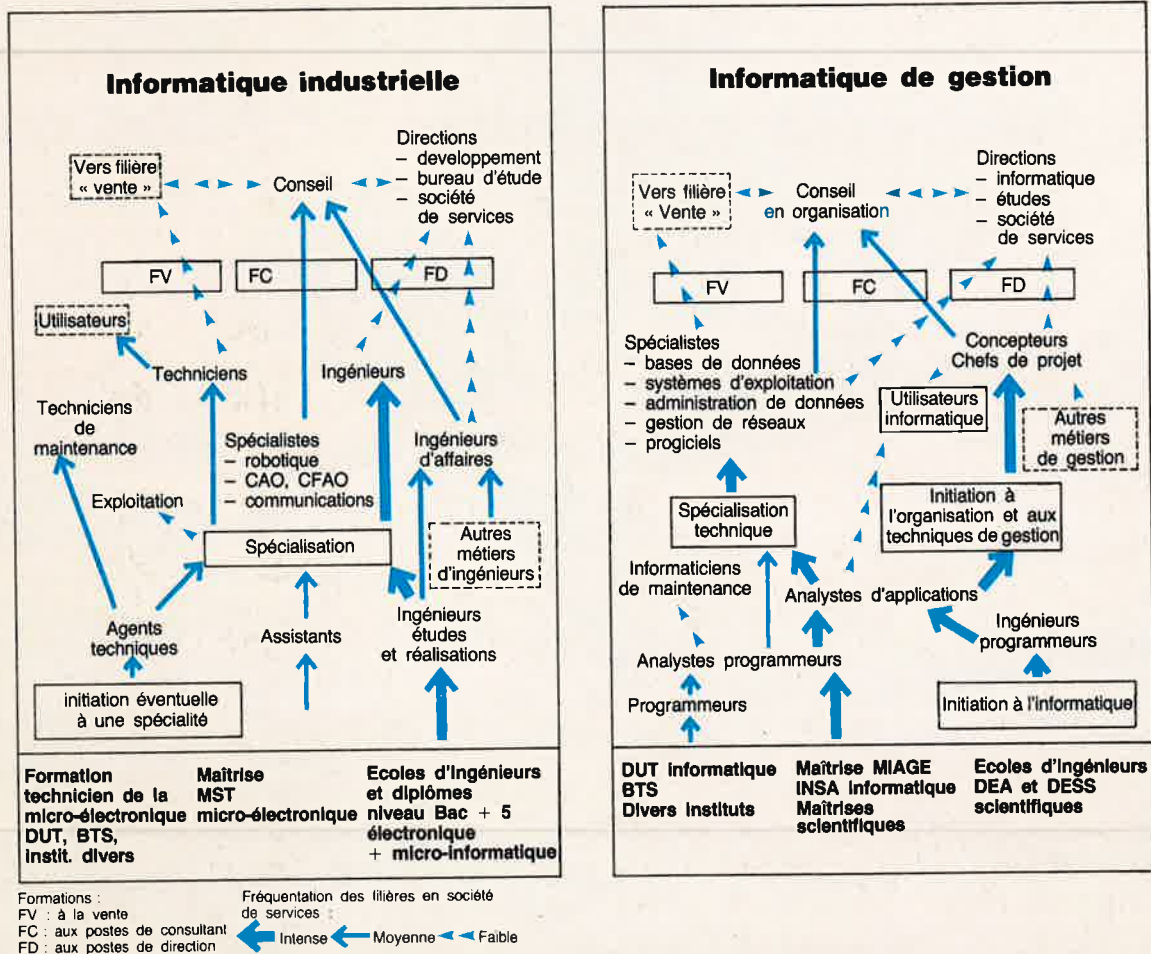 Informatique industrielle
Vers filière
« vente »
Conseil
Directions
– developpement
– bureau d'étude
– société
de services
FV
FC
FD
Utilisateurs
Techniciens
Ingénieurs
Techniciens
de
maintenance
Spécialistes
– robotique
– CAO, CFAO
– communications
Ingénieurs
d'affaires
Exploitation
Spécialisation
Autres
métiers
d'ingénieurs
Agents
techniques
Assistants
Ingénieurs
études
et réalisations
initiation éventuelle
à une spécialité
Formation
technicien de la
micro-électronique
DUT, BTS,
instit. divers
Maîtrise
MST
micro-électronique
Ecoles d'Ingénieurs
et diplômes
niveau Bac + 5
électronique
+ micro-informatique
Informatique de gestion
Vers filière
« Vente »
Conseil
en organisation
Directions
– informatique
– études
– société
de services
FV
FC
FD
Spécialistes
– bases de données
– systèmes d'exploitation
– administration de données
– gestion de réseaux
– progiciels
Concepteurs
Chefs de projet
Utilisateurs
informatique
Autres
métiers
de gestion
Spécialisation
technique
Initiation à
l'organisation et aux
techniques de gestion
Informaticiens
de maintenance
Analystes d'applications
Ingénieurs
programmeurs
Analystes programmeurs
Programmeurs
Initiation à l'informatique
DUT informatique
BTS
Divers instituts
Maîtrise MIAGE
INSA informatique
Maîtrises
scientifiques
Ecoles d'Ingénieurs
DEA et DESS
scientifiques
Formations :
FV : à la vente
FC : aux postes de consultant
FD : aux postes de direction
Fréquentation des filières en société
de services :
Intense
Moyenne
Faible